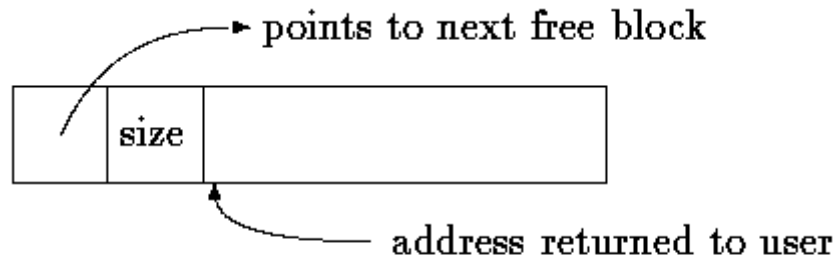 points to next free block
size
address returned to user